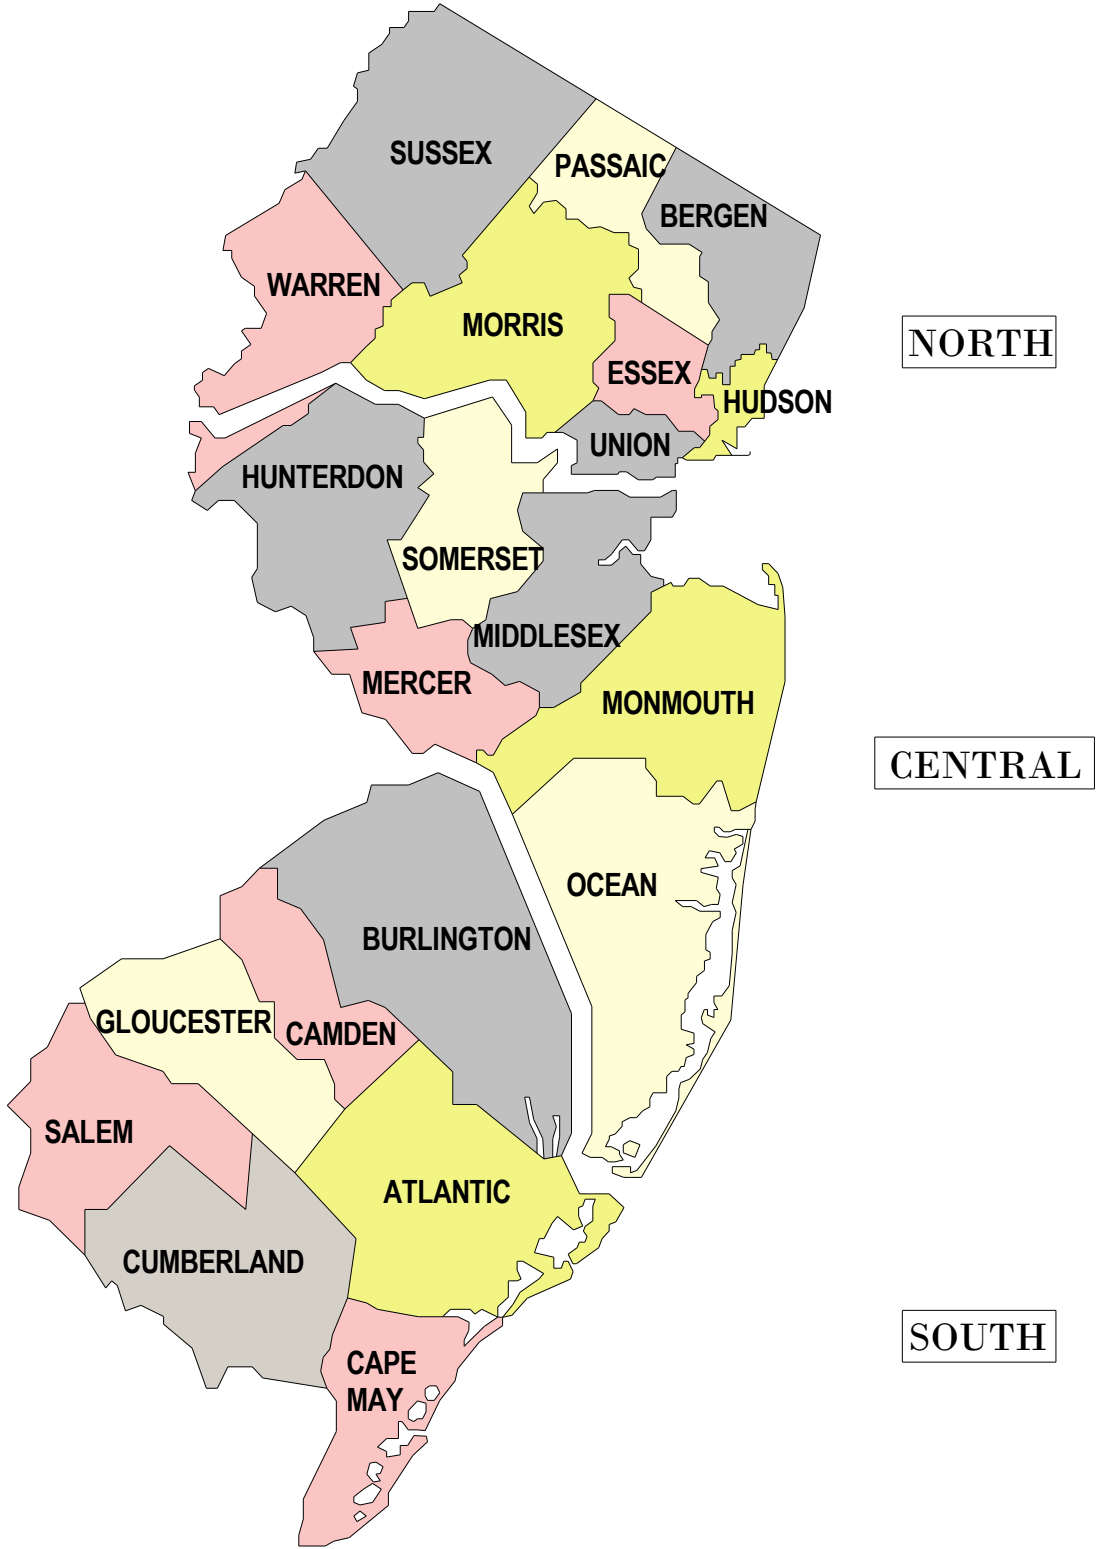 SUSSEX
PASSAIC
BERGEN
WARREN
MORRIS
NORTH
ESSEX
HUDSON
UNION
HUNTERDON
SOMERSET
MIDDLESEX
MERCER
MONMOUTH
CENTRAL
OCEAN
BURLINGTON
GLOUCESTER
CAMDEN
SALEM
ATLANTIC
CUMBERLAND
SOUTH
CAPE
MAY